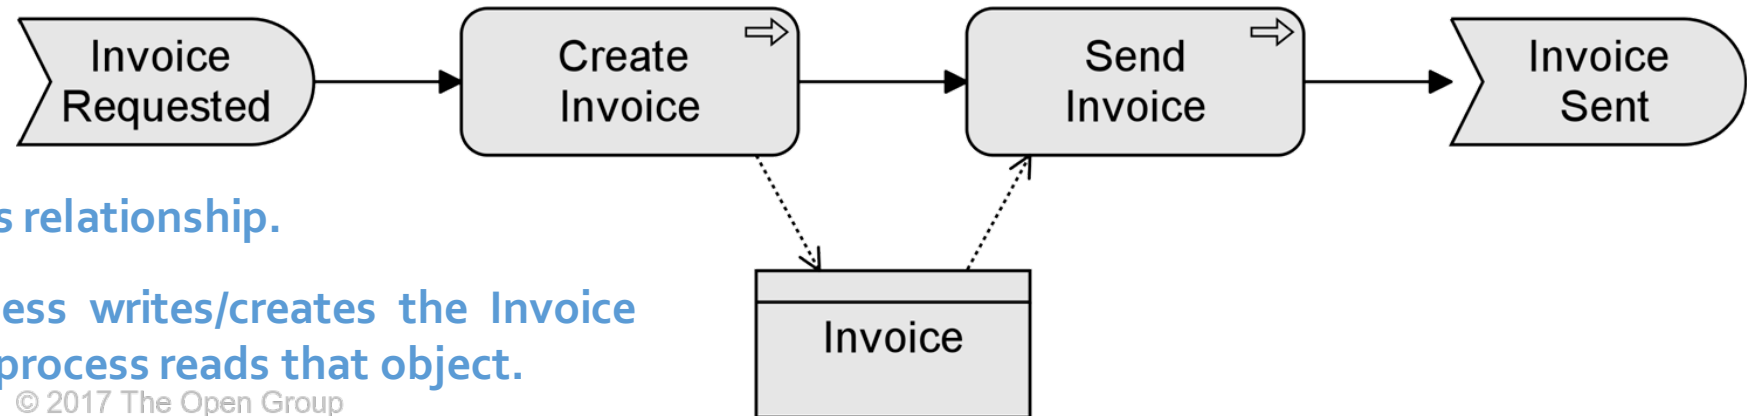 Invoice
Requested
Create
Invoice
Send
Invoice
Invoice
Sent
s relationship.
ess writes/creates the Invoice
process reads that object.
Invoice
© 2017 The Open Group